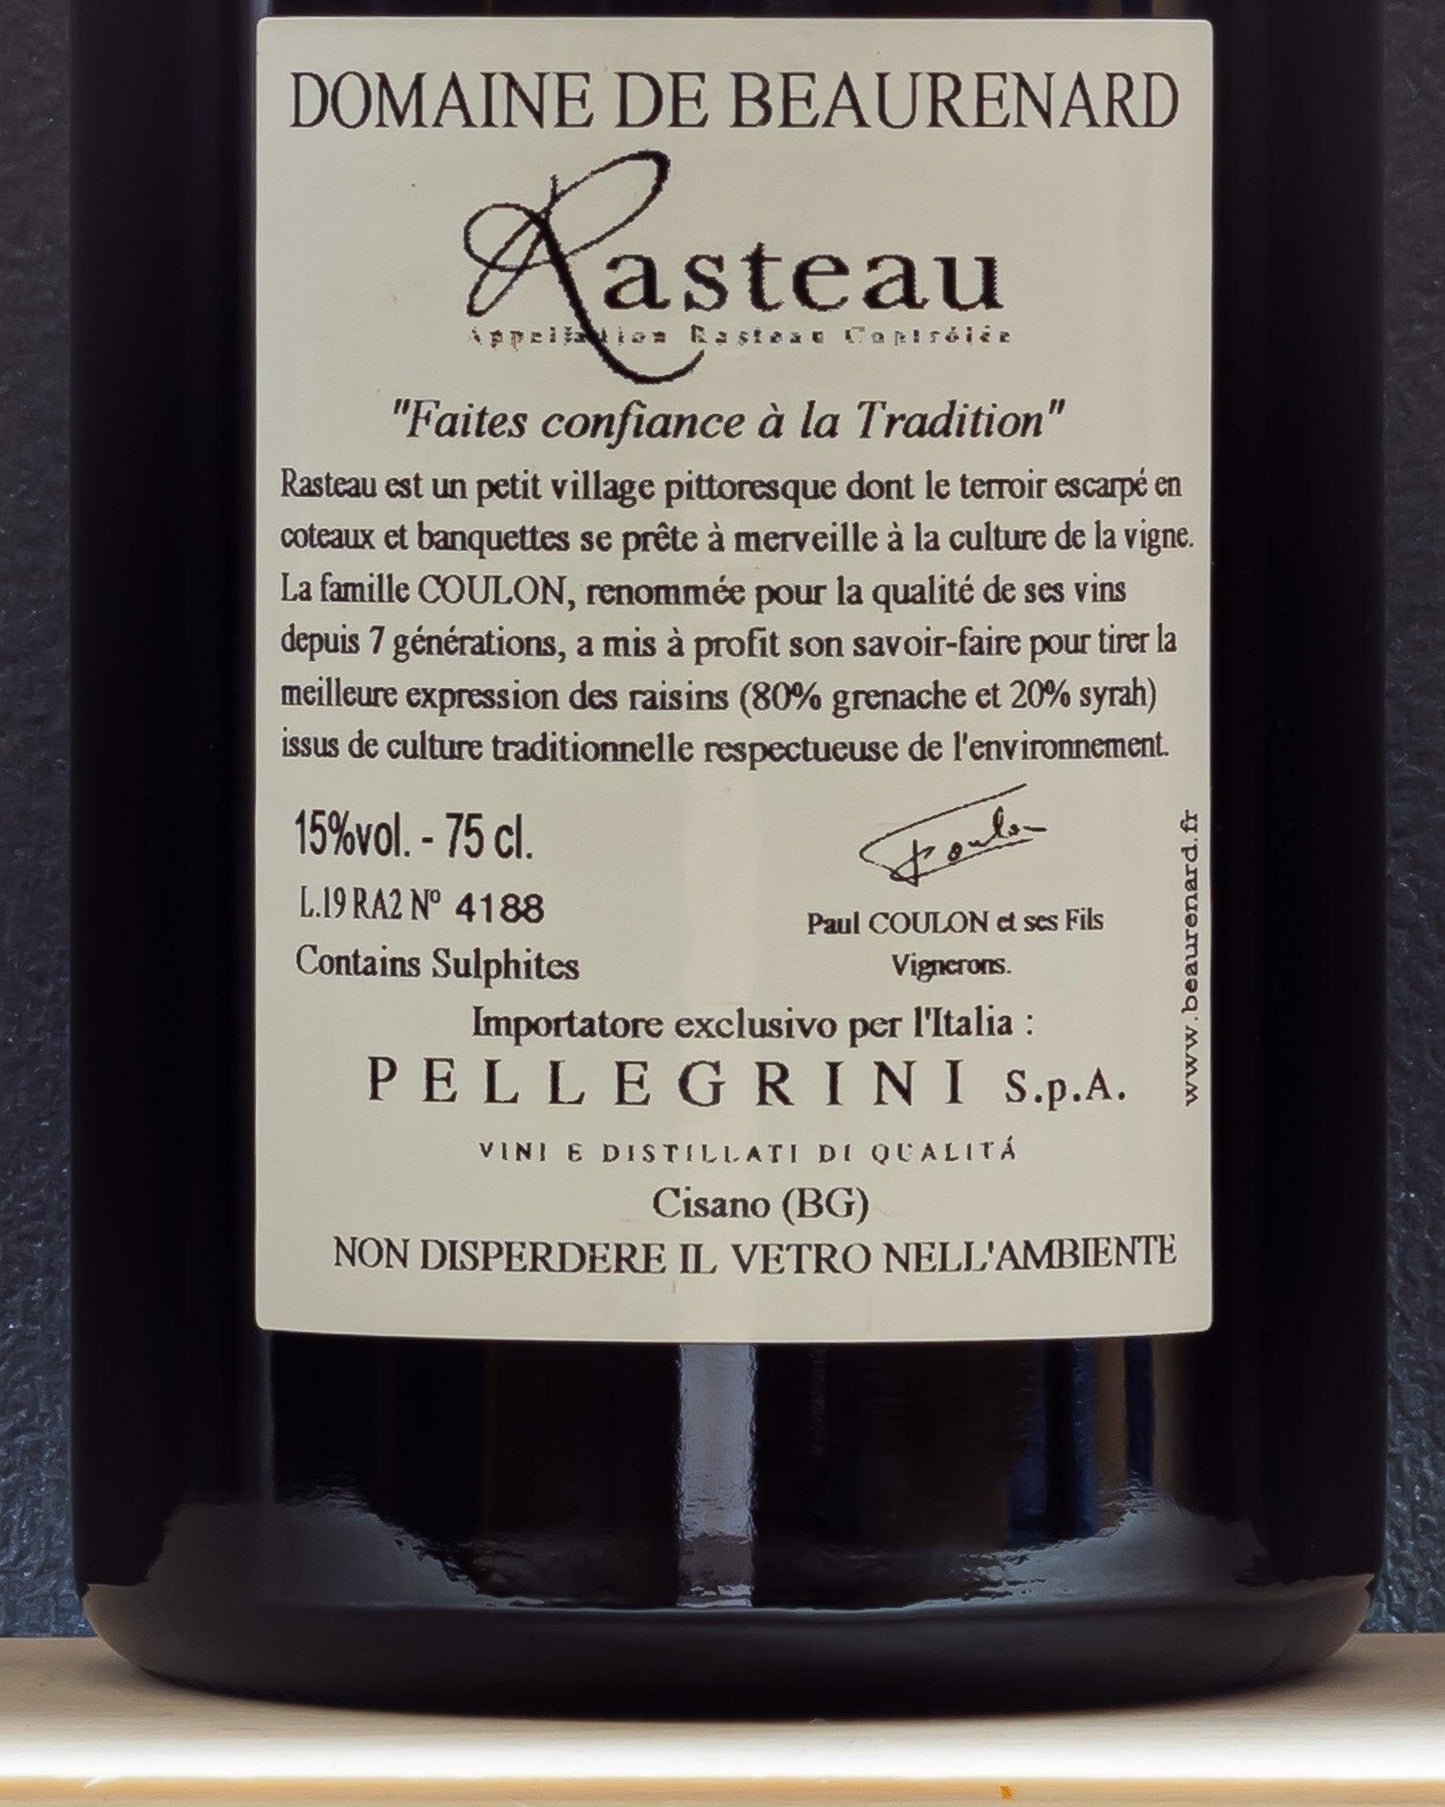 DOMAINE DE BEAURENARD
Rasteau
Appellation Rasteau Contrôlée
"Faites confiance à la Tradition"
Rasteau est un petit village pittoresque dont le terroir escarpé en
coteaux et banquettes se prête à merveille à la culture de la vigne.
La famille COULON, renommée pour la qualité de ses vins
depuis 7 générations, a mis à profit son savoir-faire pour tirer la
meilleure expression des raisins (80% grenache et 20% syrah)
issus de culture traditionnelle respectueuse de l'environnement.
15%vol. - 75 cl.
L.19 RA2 Nº 4188
Contains Sulphites
Coulon
Paul COULON et ses Fils
Vignerons.
www.beaurenard.fr
Importatore exclusivo per l'Italia :
PELLEGRINI S.p.A.
VINI E DISTILLATI DI QUALITÁ
Cisano (BG)
NON DISPERDERE IL VETRO NELL'AMBIENTE